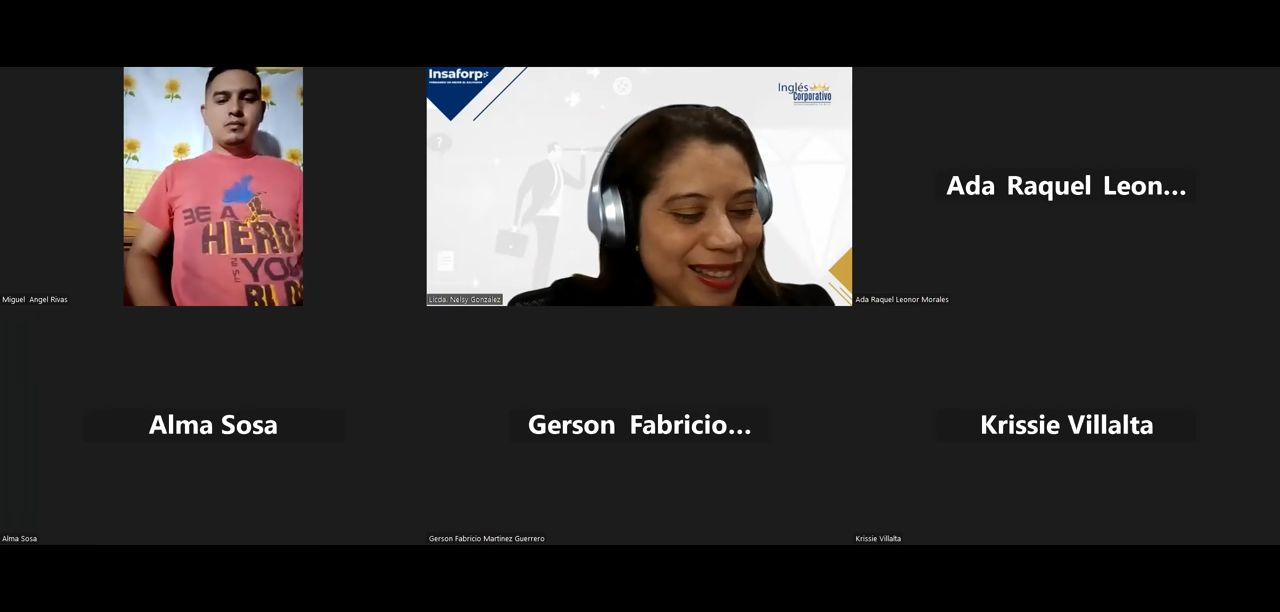 Insaforp
Inglés
Corporativo
Ada Raquel Leon...
BE A
HERO
YOU
Miguel Angel Rivas
Licda. Nelsy Gonzalez
Ada Raquel Leonor Morales
Alma Sosa
Gerson Fabricio...
Krissie Villalta
Alma Sosa
Gerson Fabricio Martinez Guerrero
Krissie Villalta